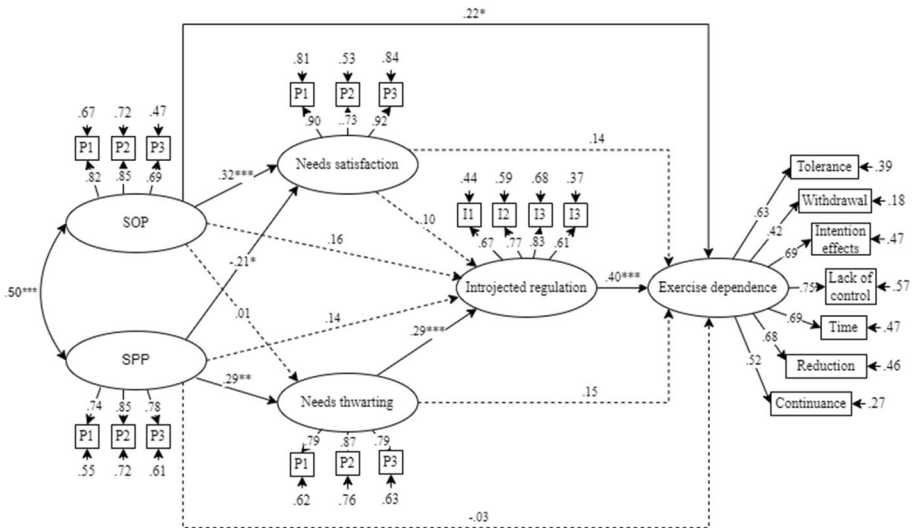 .22*
.81 .53 .84
P1 P2 P3
.90 ..73 .92
.67 .72 .47
P1 P2 P3
.82 .85 .69
Needs satisfaction
.14
SOP
.32***
.10
.44 .59 .68 .37
I1 I2 I3 I3
.67 .77 .83 .61
.16
-.21*
.50***
.01
Introjected regulation
.40***
Exercise dependence
.14
.29***
SPP
.29**
Needs thwarting
.15
.74 .85 .78
P1 P2 P3
.55 .72 .61
.79 .87 .79
P1 P2 P3
.62 .76 .63
-.03
Tolerance .39
.63
Withdrawal .18
.42
Intention
effects
.47
.69
Lack of
control
.57
.75
Time .47
.69
Reduction .46
.68
Continuance .27
.52